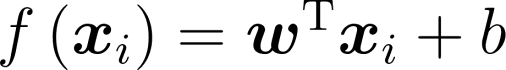 f (𝒙ᵢ) = 𝒘ᵀ𝒙ᵢ + b